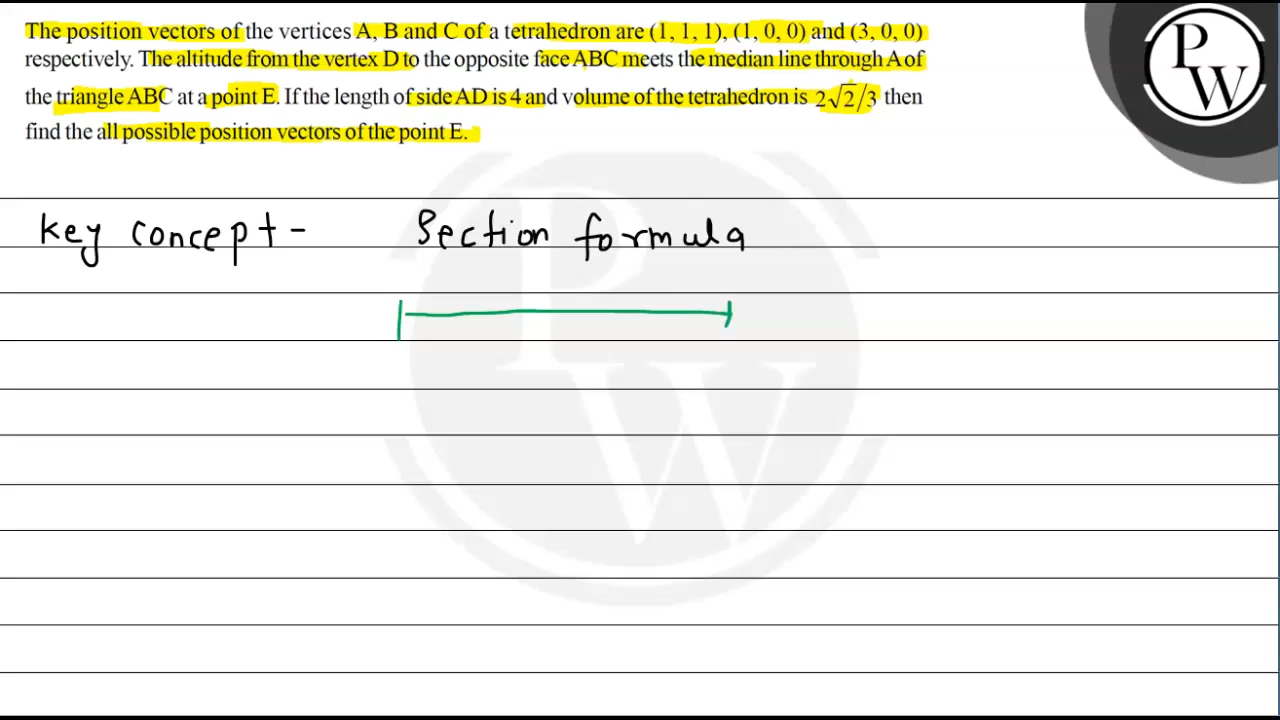 The position vectors of the vertices A, B and C of a tetrahedron are (1, 1, 1), (1, 0, 0) and (3, 0, 0)
respectively. The altitude from the vertex D to the opposite face ABC meets the median line through A of
the triangle ABC at a point E. If the length of side AD is 4 and volume of the tetrahedron is 2√2/3 then
find the all possible position vectors of the point E.
P
W
Key concept - Section formula
P
W